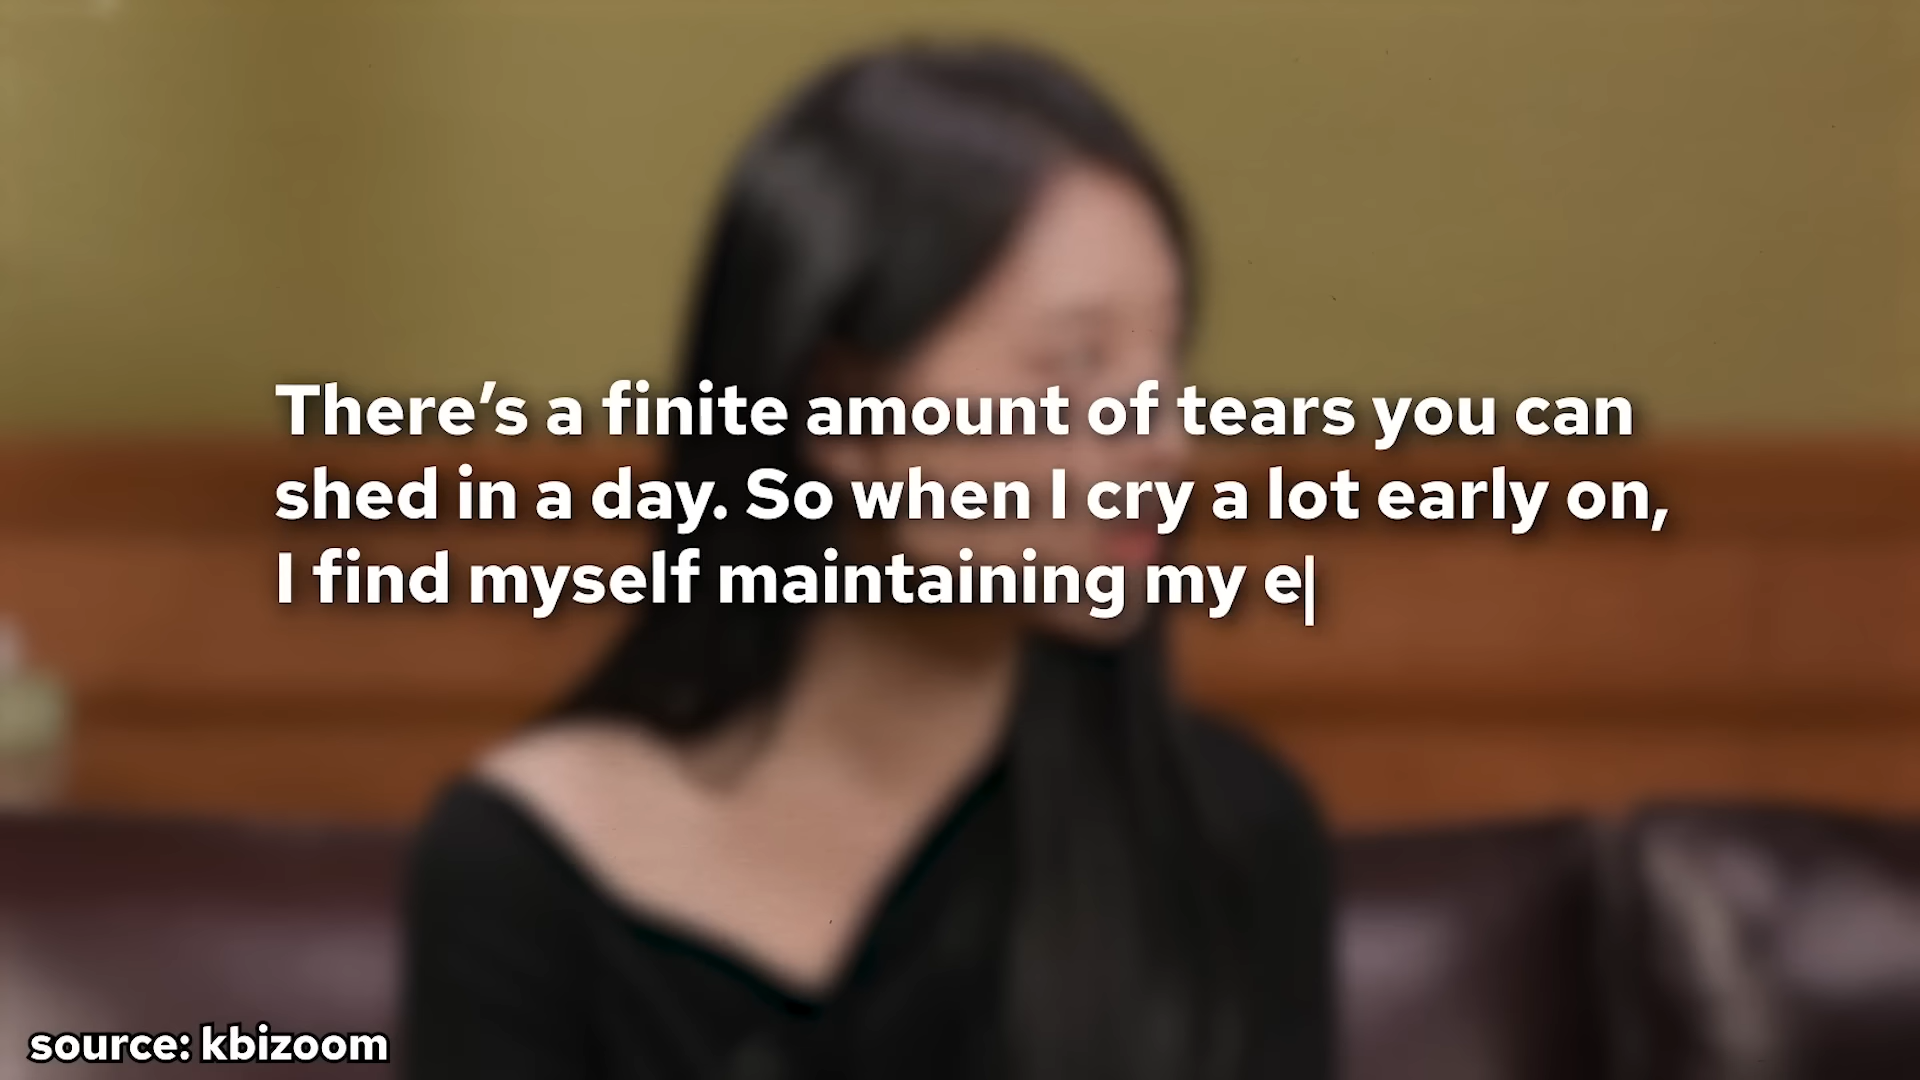 There’s a finite amount of tears you can
shed in a day. So when I cry a lot early on,
I find myself maintaining my e
source: kbizoom